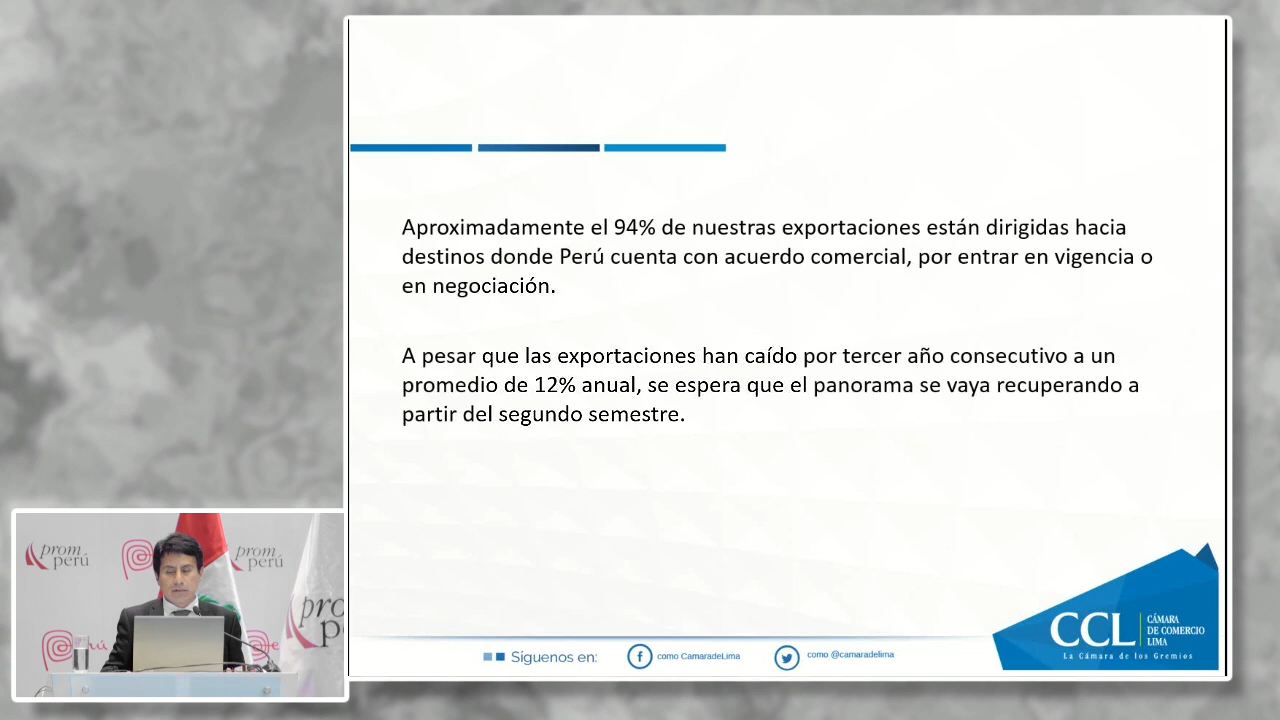 Aproximadamente el 94% de nuestras exportaciones están dirigidas hacia
destinos donde Perú cuenta con acuerdo comercial, por entrar en vigencia o
en negociación.
A pesar que las exportaciones han caído por tercer año consecutivo a un
promedio de 12% anual, se espera que el panorama se vaya recuperando a
partir del segundo semestre.
prom
perú
prom
perú
pro
p
rú
Síguenos en:
como CamaradeLima
como @camaradelima
CCL
CÁMARA
DE COMERCIO
LIMA
La Cámara de los Gremios